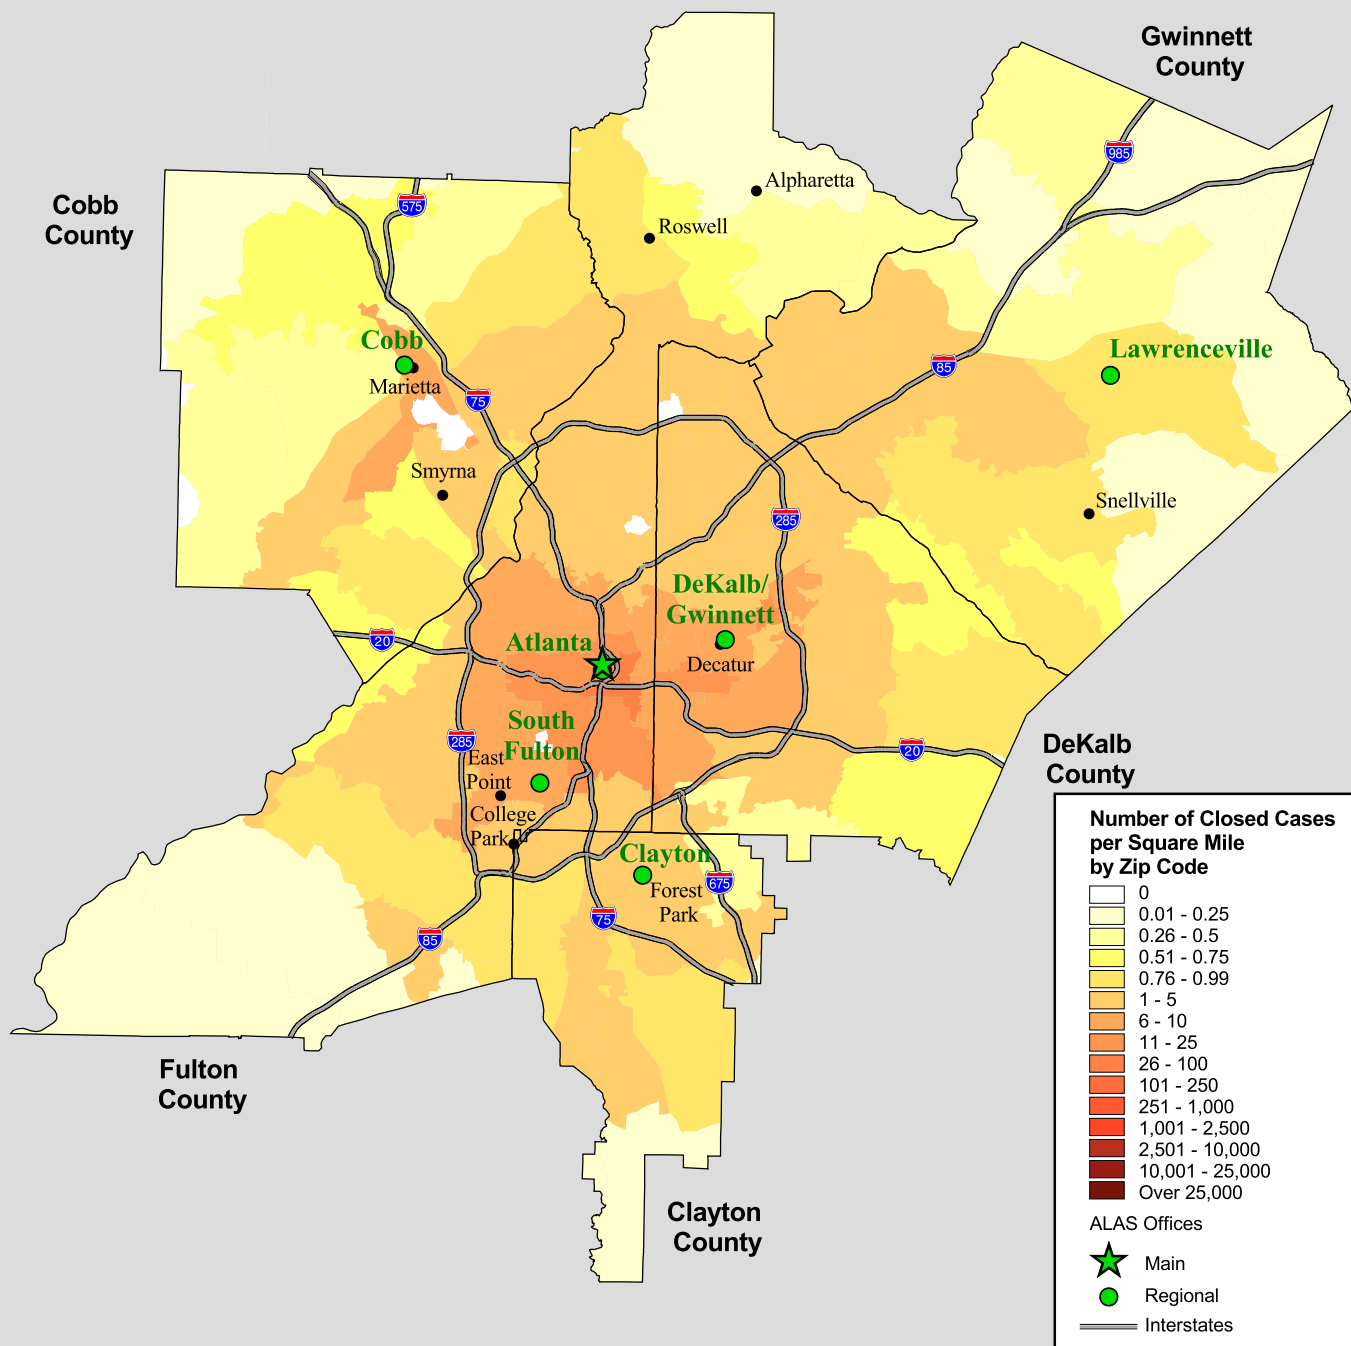 Gwinnett
County
985
Alpharetta
575
Cobb
County
Roswell
Cobb
Lawrenceville
85
Marietta
75
Smyrna
Snellville
285
DeKalb/
Gwinnett
20
Atlanta
Decatur
South
Fulton
285
20
DeKalb
County
East
Point
College
Park
Clayton
675
Forest
Park
75
85
Fulton
County
Clayton
County
Number of Closed Cases
per Square Mile
by Zip Code
0
0.01 - 0.25
0.26 - 0.5
0.51 - 0.75
0.76 - 0.99
1 - 5
6 - 10
11 - 25
26 - 100
101 - 250
251 - 1,000
1,001 - 2,500
2,501 - 10,000
10,001 - 25,000
Over 25,000
ALAS Offices
Main
Regional
Interstates